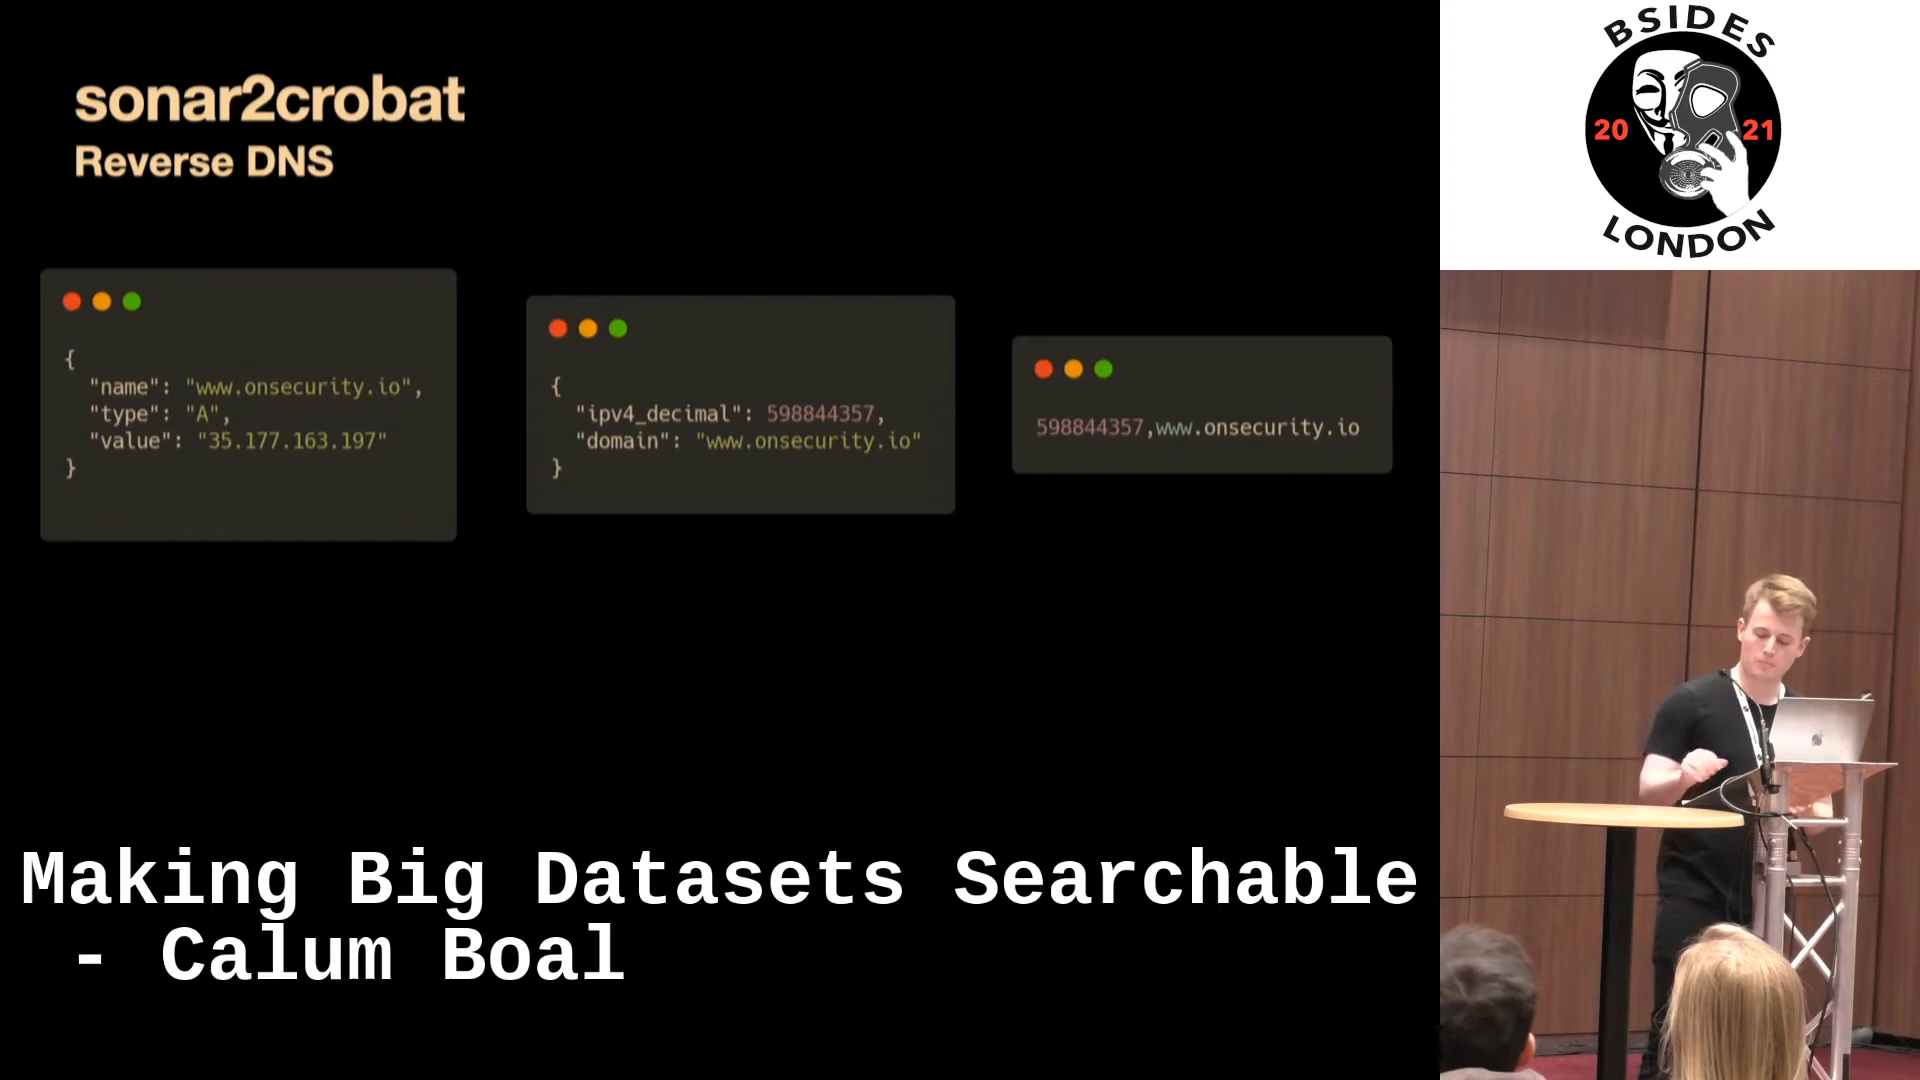 sonar2crobat
Reverse DNS
{
"name": "www.onsecurity.io",
"type": "A",
"value": "35.177.163.197"
}
{
"ipv4_decimal": 598844357,
"domain": "www.onsecurity.io"
}
598844357,www.onsecurity.io
Making Big Datasets Searchable
- Calum Boal
BSIDES
20 21
LONDON